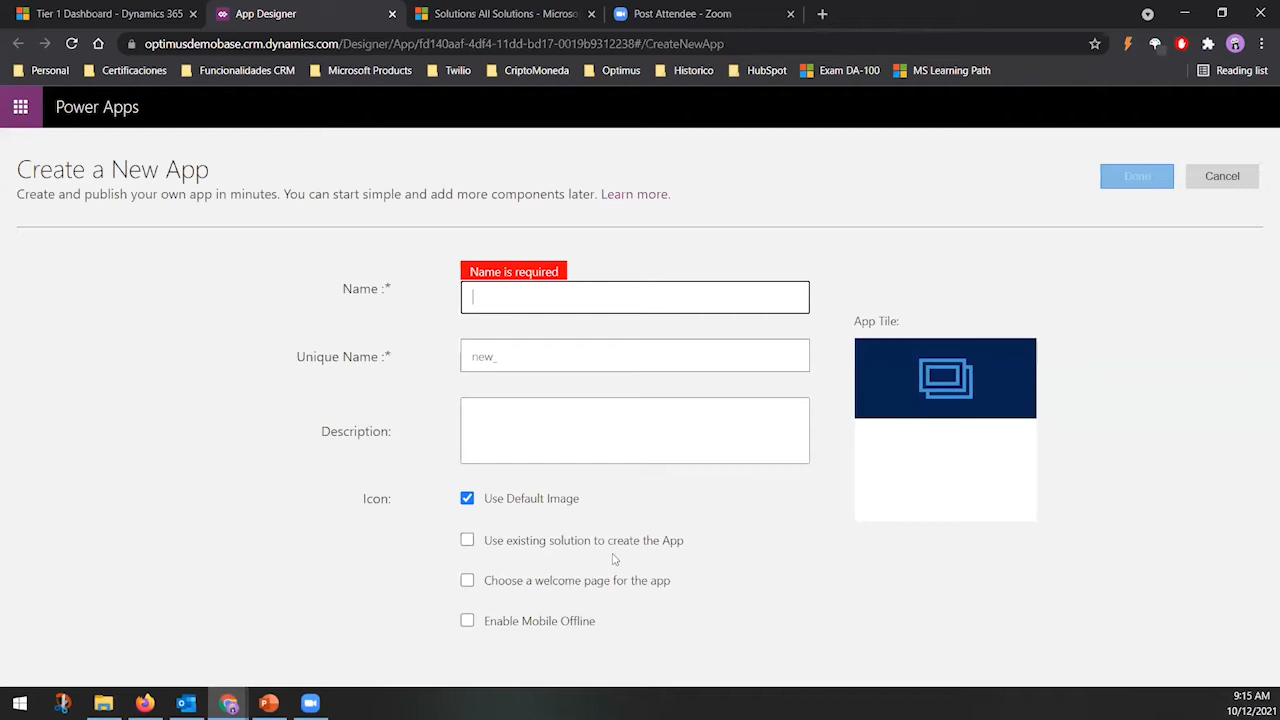 Tier 1 Dashboard - Dynamics 365
App Designer
Solutions All Solutions - Microso
Post Attendee - Zoom
optimusdemobase.crm.dynamics.com/Designer/App/fd140aaf-4df4-11dd-bd17-0019b9312238#/CreateNewApp
Personal
Certificaciones
Funcionalidades CRM
Microsoft Products
Twilio
CriptoMoneda
Optimus
Historico
HubSpot
Exam DA-100
MS Learning Path
Reading list
Power Apps
Create a New App
Create and publish your own app in minutes. You can start simple and add more components later. Learn more.
Done
Cancel
Name is required
Name :*
Unique Name :*
new_
Description:
Icon:
Use Default Image
Use existing solution to create the App
Choose a welcome page for the app
Enable Mobile Offline
App Tile:
9:15 AM
10/12/2021